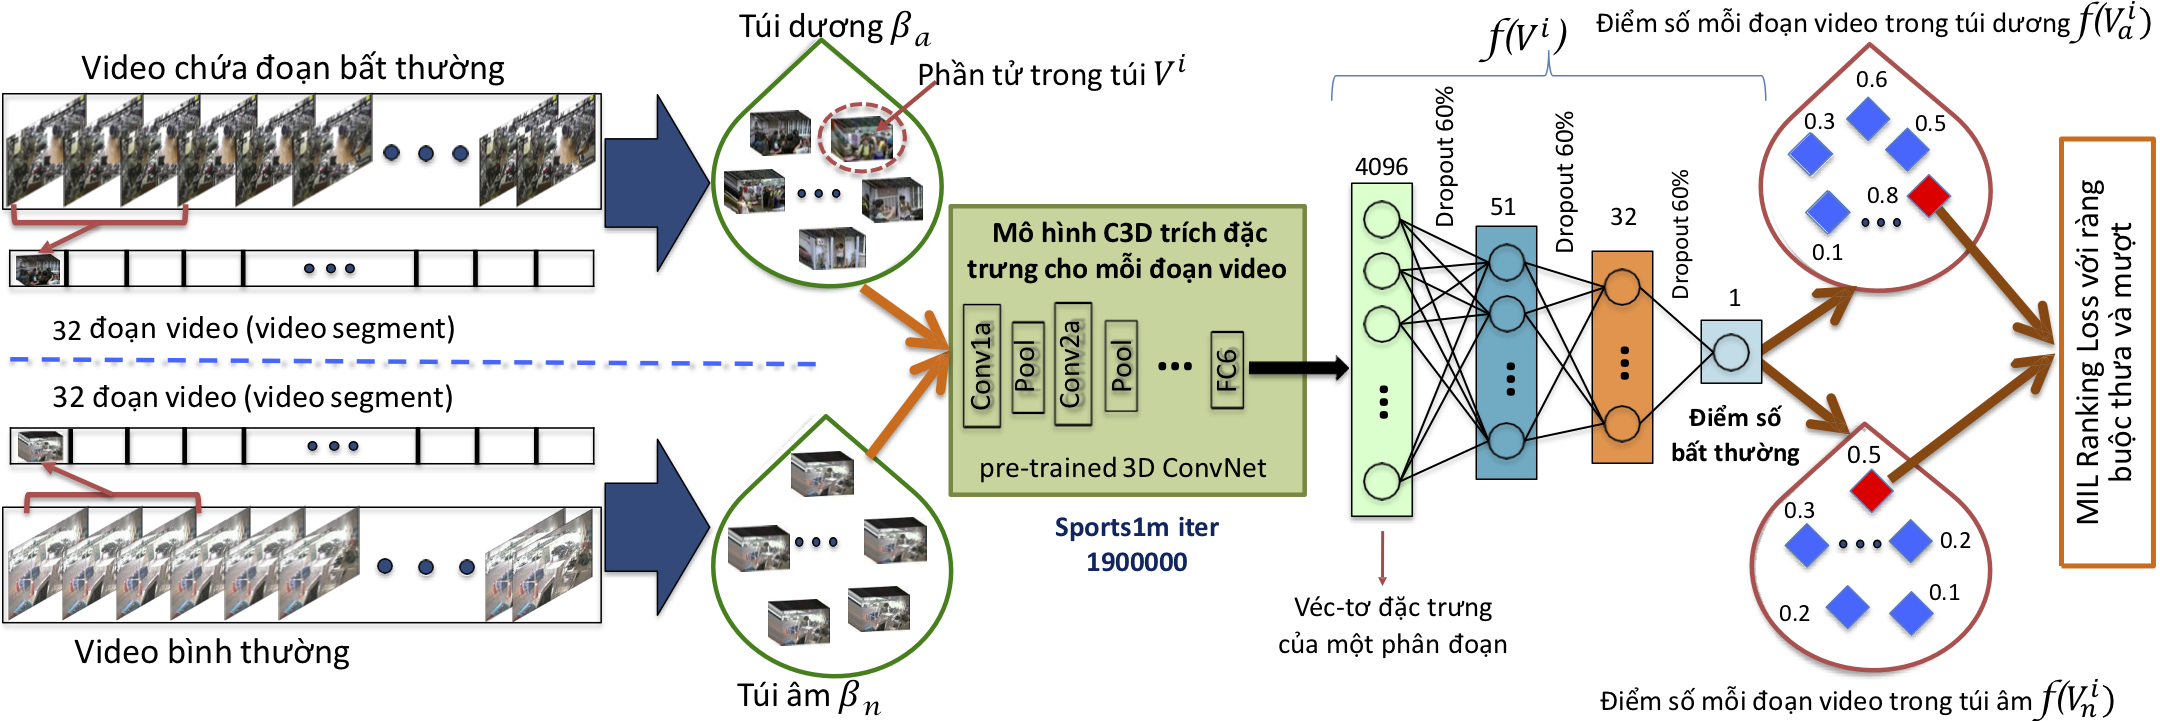 Video chứa đoạn bất thường
32 đoạn video (video segment)
32 đoạn video (video segment)
Video bình thường
Túi dương βa
Phần tử trong túi Vⁱ
Túi âm βn
Mô hình C3D trích đặc
trưng cho mỗi đoạn video
Conv1a
Pool
Conv2a
Pool
FC6
pre-trained 3D ConvNet
Sports1m iter
1900000
f(Vⁱ)
4096
Dropout 60%
51
Dropout 60%
32
Dropout 60%
1
Điểm số
bất thường
Véc-tơ đặc trưng
của một phân đoạn
Điểm số mỗi đoạn video trong túi dương f(Vₐⁱ)
0.6
0.3
0.5
0.8
0.1
0.5
0.3
0.2
0.2
0.1
Điểm số mỗi đoạn video trong túi âm f(Vₙⁱ)
MIL Ranking Loss với ràng
buộc thưa và mượt